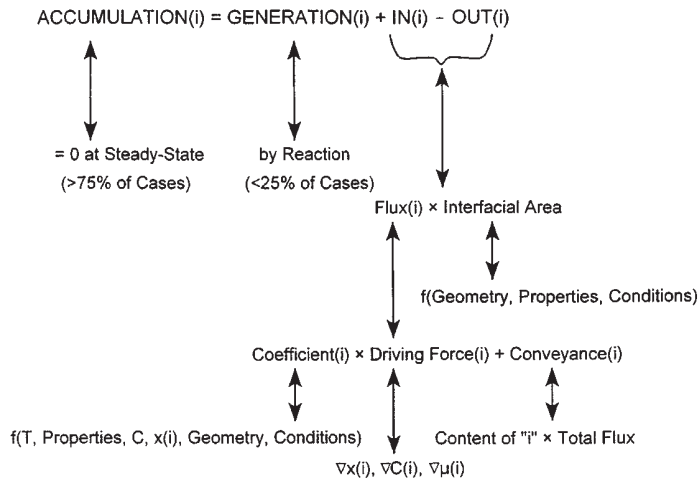 ACCUMULATION(i) = GENERATION(i) + IN(i) − OUT(i)
= 0 at Steady-State
(>75% of Cases)
by Reaction
(<25% of Cases)
Flux(i) × Interfacial Area
f(Geometry, Properties, Conditions)
Coefficient(i) × Driving Force(i) + Conveyance(i)
f(T, Properties, C, x(i), Geometry, Conditions)
Content of "i" × Total Flux
∇x(i), ∇C(i), ∇μ(i)